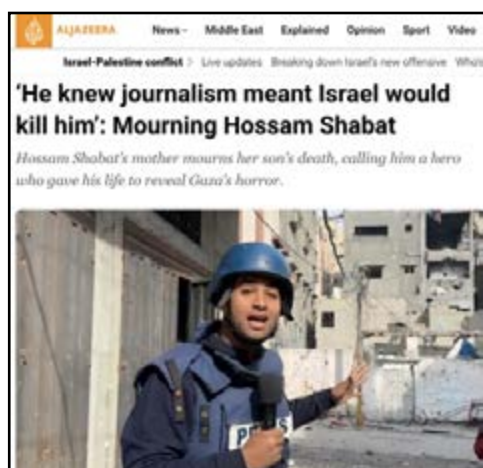 ALJAZEERA News Middle East Explained Opinion Sport Video
Israel-Palestine conflict > Live updates Breaking down Israel's new offensive
'He knew journalism meant Israel would
kill him': Mourning Hossam Shabat
Hossam Shabat's mother mourns her son's death, calling him a hero
who gave his life to reveal Gaza's horror.